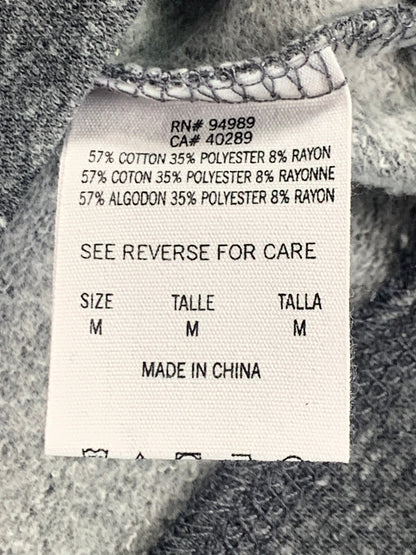 RN# 94989
CA# 40289
57% COTTON 35% POLYESTER 8% RAYON
57% COTON 35% POLYESTER 8% RAYONNE
57% ALGODON 35% POLYESTER 8% RAYON
SEE REVERSE FOR CARE
SIZE TALLE TALLA
M M M
MADE IN CHINA